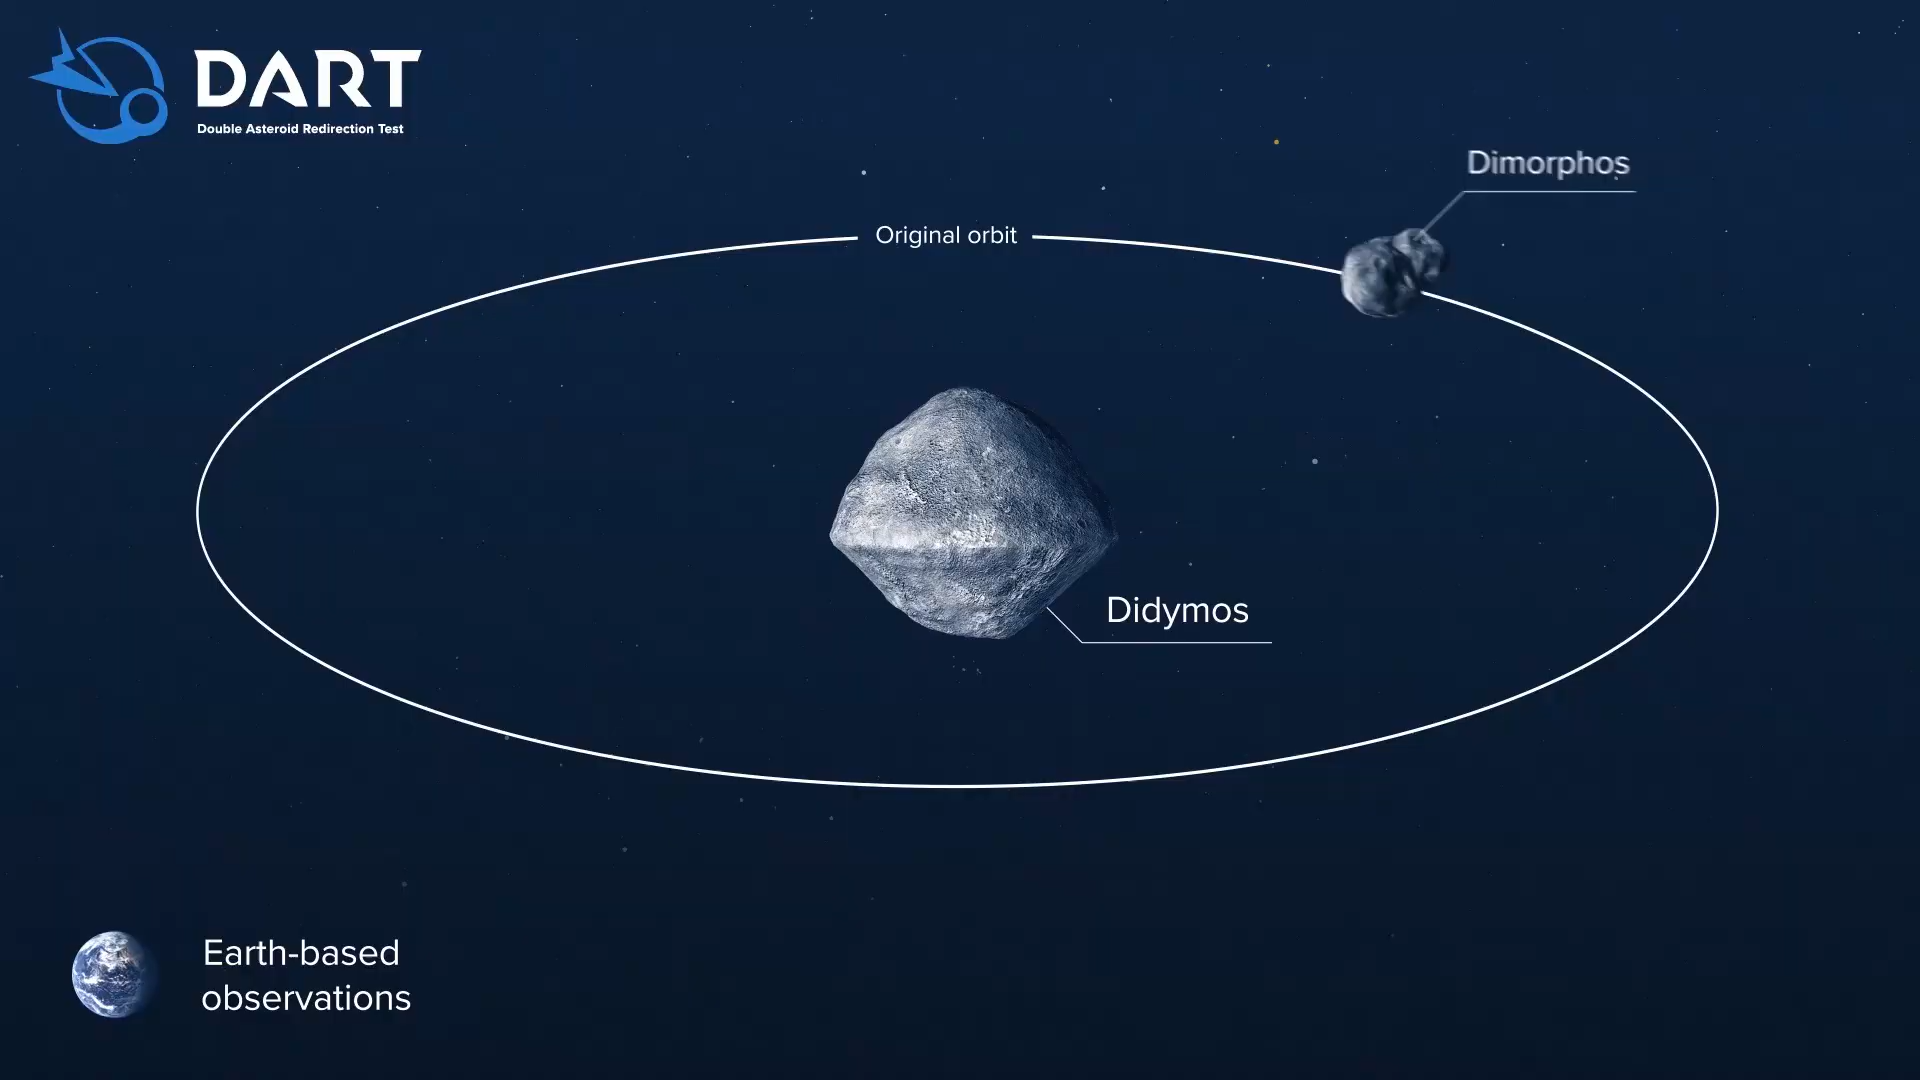 DART
Double Asteroid Redirection Test
Dimorphos
Original orbit
Didymos
Earth-based
observations